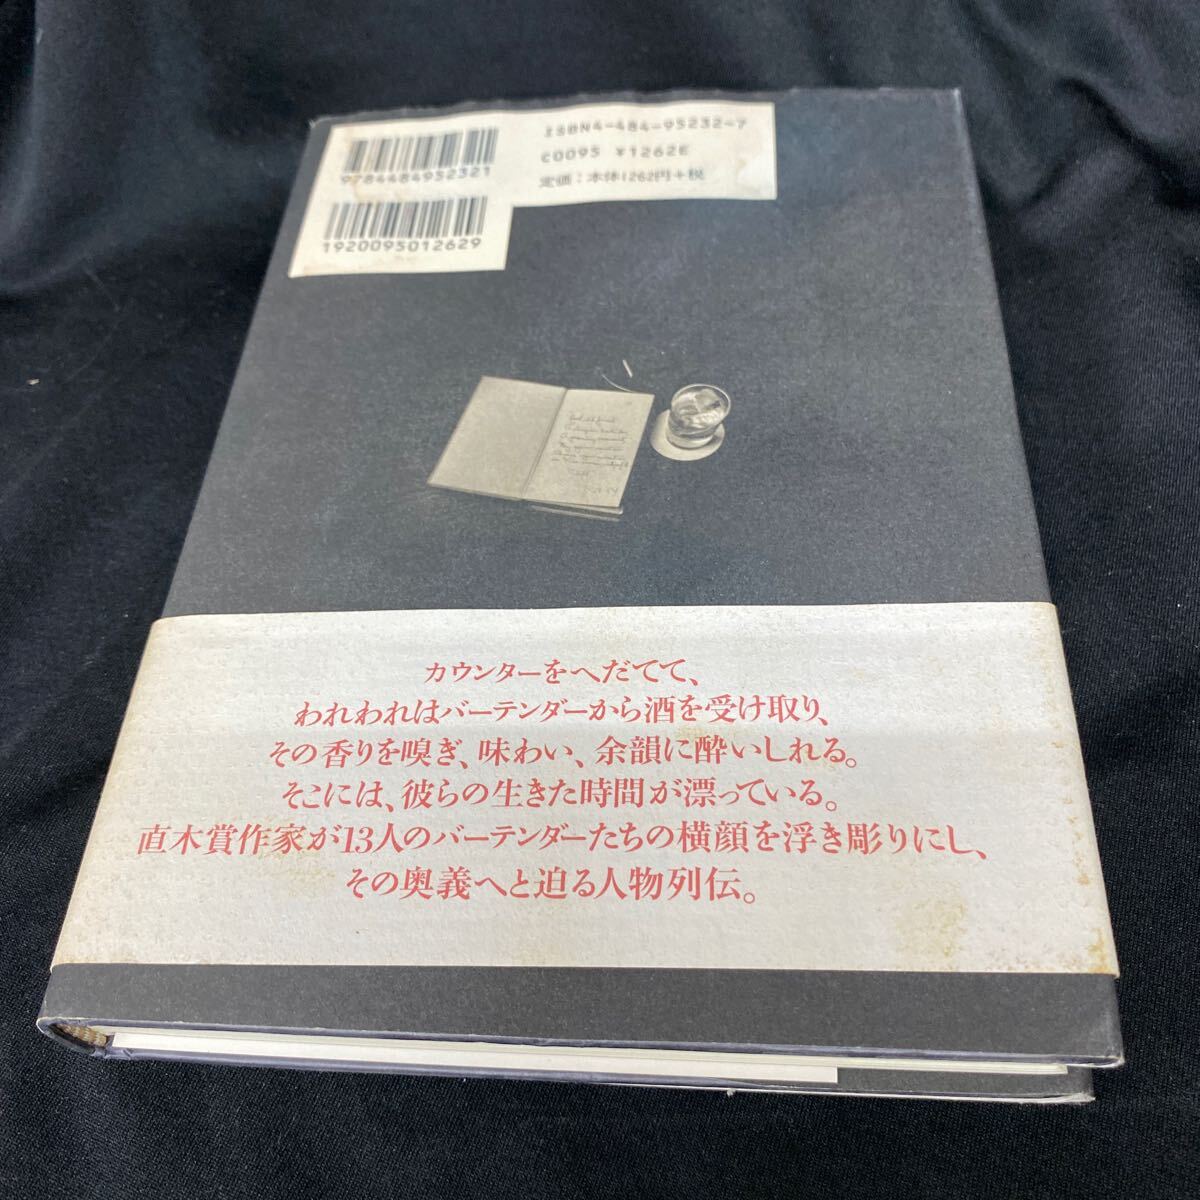 ISBN4-484-95232-7
C0095 ¥1262E
定価：本体1262円+税
9784484952321
1920095012629
カウンターをへだてて、
われわれはバーテンダーから酒を受け取り、
その香りを嗅ぎ、味わい、余韻に酔いしれる。
そこには、彼らの生きた時間が漂っている。
直木賞作家が13人のバーテンダーたちの横顔を浮き彫りにし、
その奥義へと迫る人物列伝。